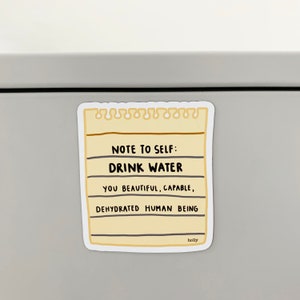 NOTE TO SELF:
DRINK WATER
YOU BEAUTIFUL, CAPABLE,
DEHYDRATED HUMAN BEING